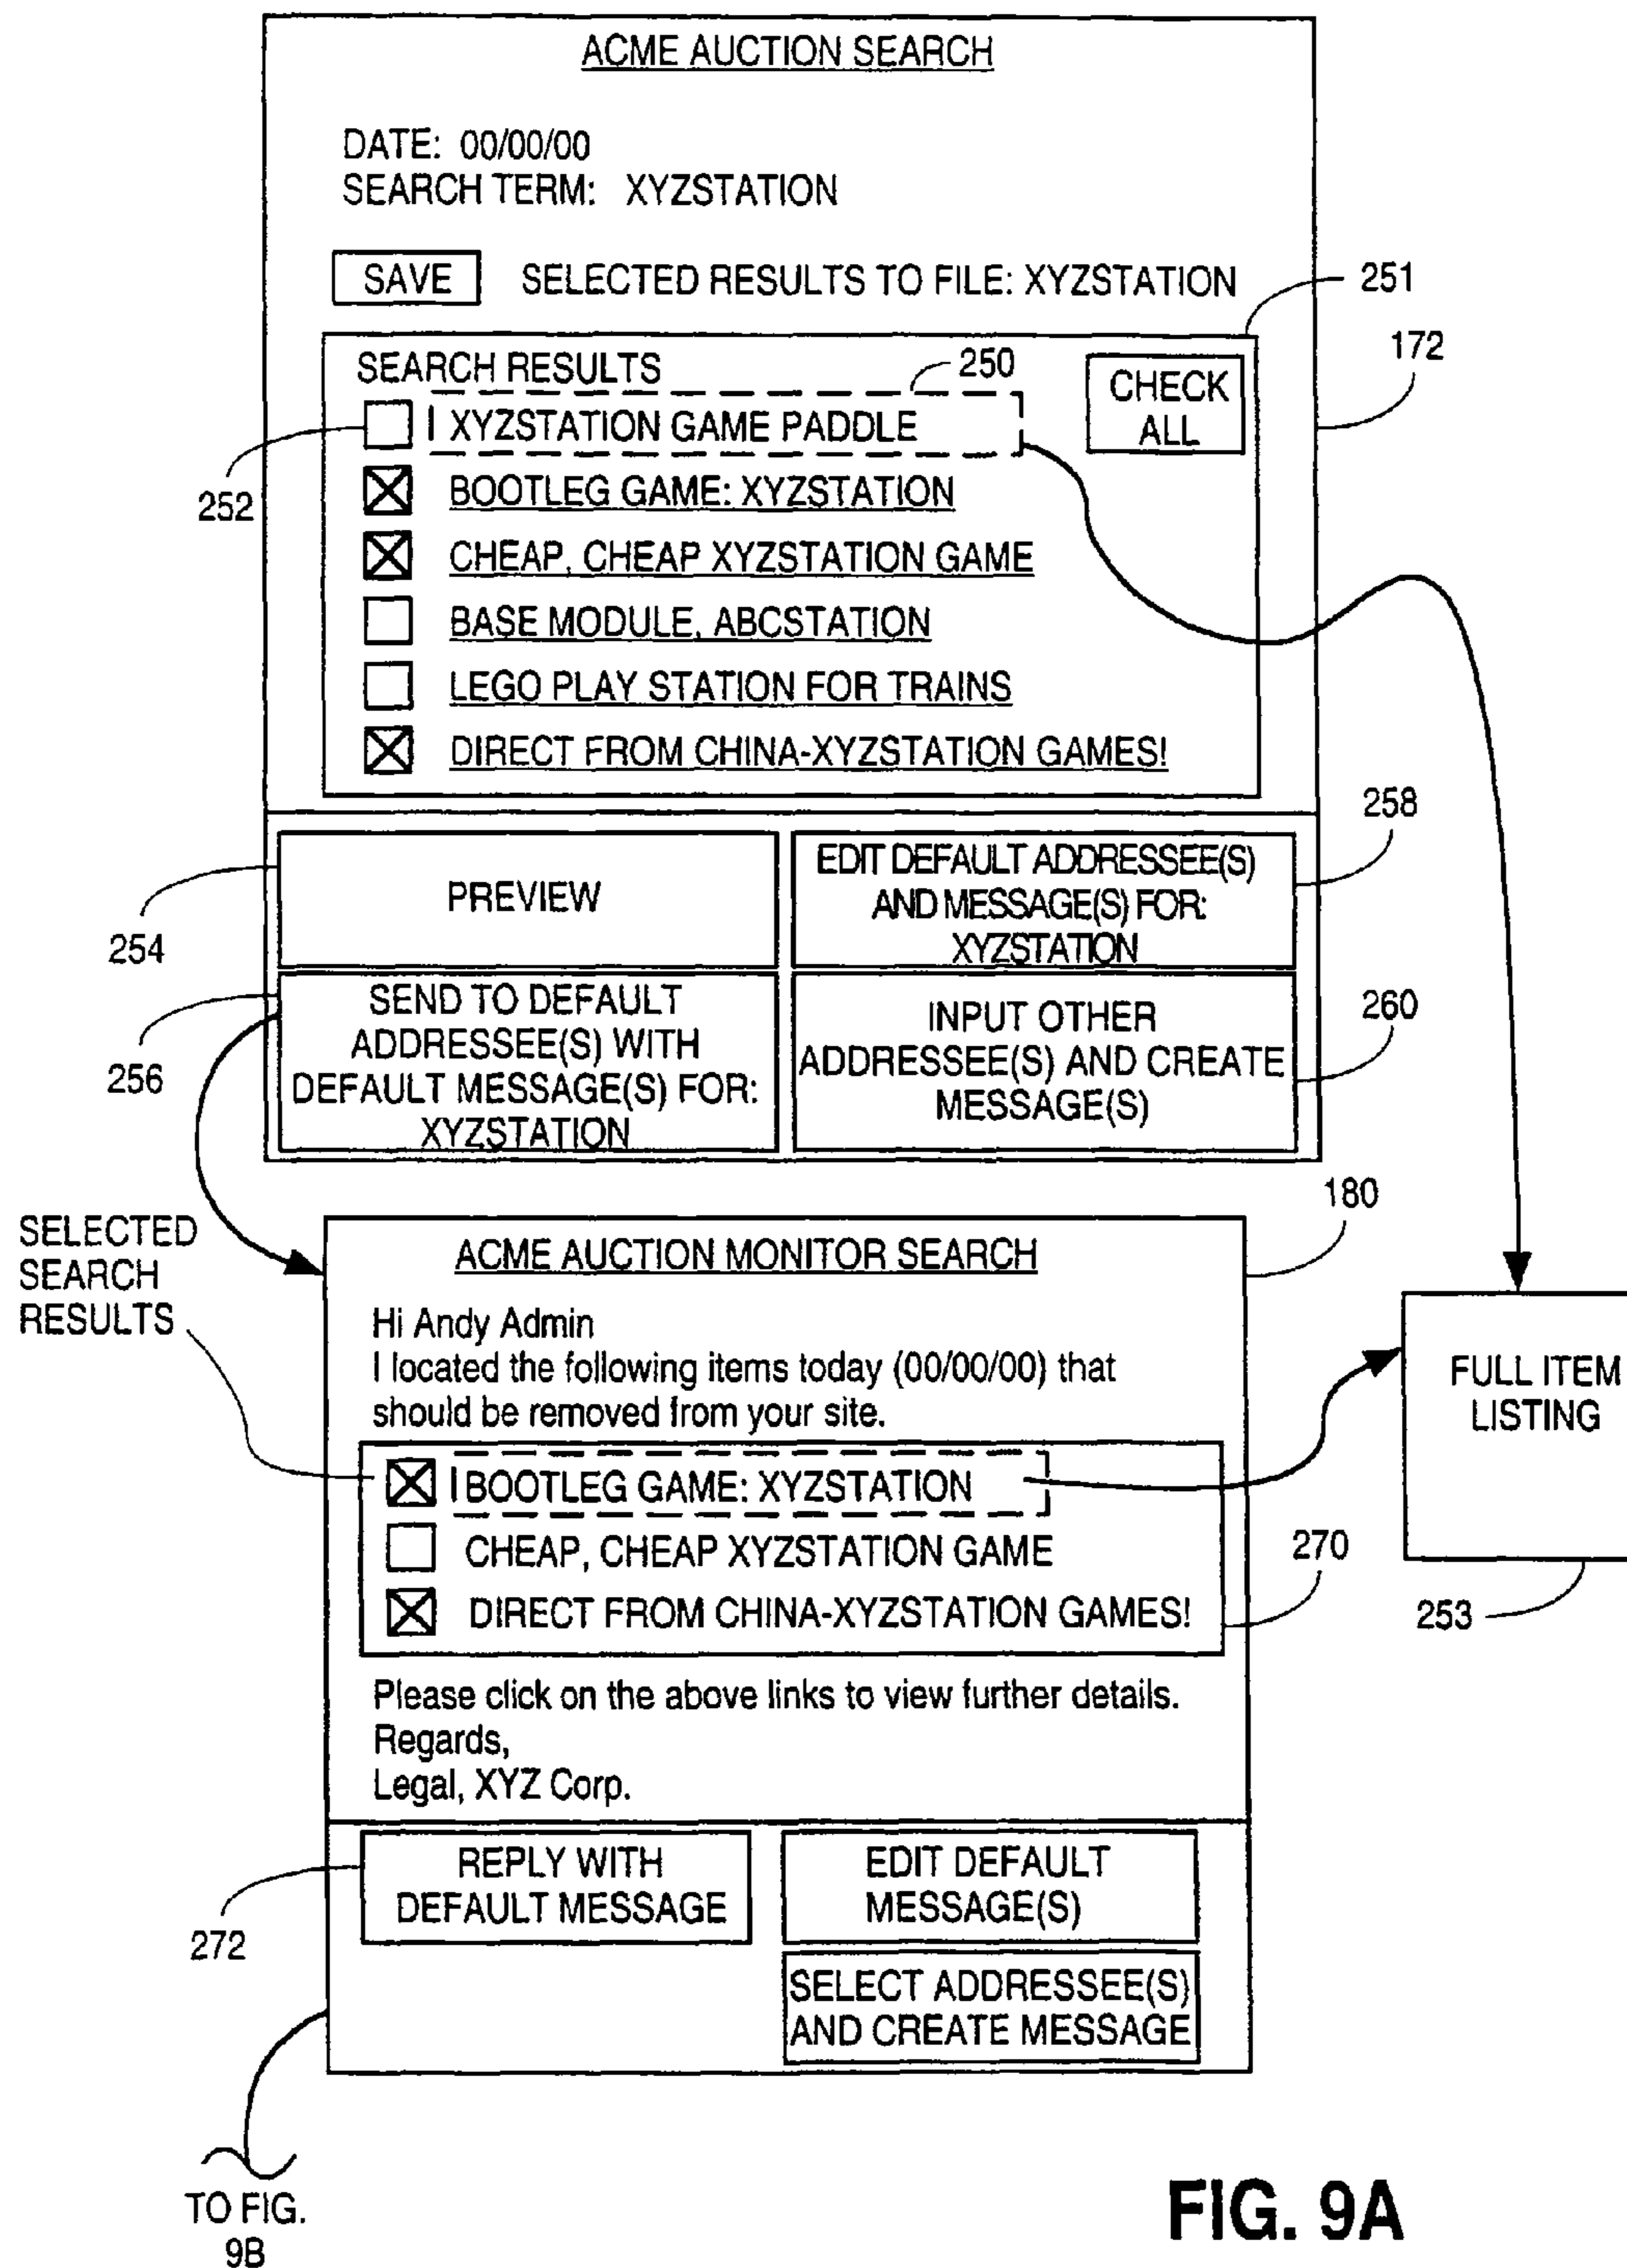 ACME AUCTION SEARCH
DATE: 00/00/00
SEARCH TERM: XYZSTATION
SAVE SELECTED RESULTS TO FILE: XYZSTATION
251
172
SEARCH RESULTS
250
CHECK
ALL
XYZSTATION GAME PADDLE
252
BOOTLEG GAME: XYZSTATION
CHEAP, CHEAP XYZSTATION GAME
BASE MODULE, ABCSTATION
LEGO PLAY STATION FOR TRAINS
DIRECT FROM CHINA-XYZSTATION GAMES!
258
PREVIEW
254
EDIT DEFAULT ADDRESSEE(S)
AND MESSAGE(S) FOR:
XYZSTATION
SEND TO DEFAULT
ADDRESSEE(S) WITH
DEFAULT MESSAGE(S) FOR:
XYZSTATION
256
INPUT OTHER
ADDRESSEE(S) AND CREATE
MESSAGE(S)
260
180
SELECTED
SEARCH
RESULTS
ACME AUCTION MONITOR SEARCH
Hi Andy Admin
I located the following items today (00/00/00) that
should be removed from your site.
BOOTLEG GAME: XYZSTATION
CHEAP, CHEAP XYZSTATION GAME
DIRECT FROM CHINA-XYZSTATION GAMES!
270
FULL ITEM
LISTING
253
Please click on the above links to view further details.
Regards,
Legal, XYZ Corp.
REPLY WITH
DEFAULT MESSAGE
272
EDIT DEFAULT
MESSAGE(S)
SELECT ADDRESSEE(S)
AND CREATE MESSAGE
TO FIG.
9B
FIG. 9A